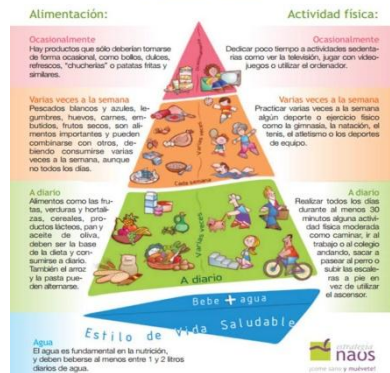 Alimentación:
Actividad física:
Ocasionalmente
Hay productos que sólo deberían tomarse
de forma ocasional, como bollos, dulces,
refrescos, "chucherías" o patatas fritas y
similares.
Ocasionalmente
Dedicar poco tiempo a actividades sedenta-
rias como ver la televisión, jugar con video-
juegos o utilizar el ordenador.
Varias veces a la semana
Pescados blancos y azules, le-
gumbres, huevos, carnes, em-
butidos, frutos secos, son ali-
mentos importantes y pueden
combinarse con otros, de-
biendo consumirse varias
veces a la semana, aunque
no todos los días.
Varias veces a la semana
Practicar varias veces a la semana
algún deporte o ejercicio físico
como la gimnasia, la natación, el
tenis, el atletismo o los deportes
de equipo.
Varias veces
Cada semana
A diario
Alimentos como las fru-
tas, verduras y hortali-
zas, cereales, pro-
ductos lácteos, pan y
aceite de oliva,
deben ser la base
de la dieta y con-
sumirse a diario.
También el arroz
y la pasta pue-
den alternarse.
A diario
Realizar todos los días
durante al menos 30
minutos alguna activi-
dad física moderada
como caminar, ir al
trabajo o al colegio
andando, sacar a
pasear al perro o
subir las escale-
ras a pie en
vez de utilizar
el ascensor.
Varias veces
A diario
Bebe + agua
Estilo de Vida Saludable
Agua
El agua es fundamental en la nutrición,
y deben beberse al menos entre 1 y 2 litros
diarios de agua.
estrategia
naos
¡come sano y muévete!